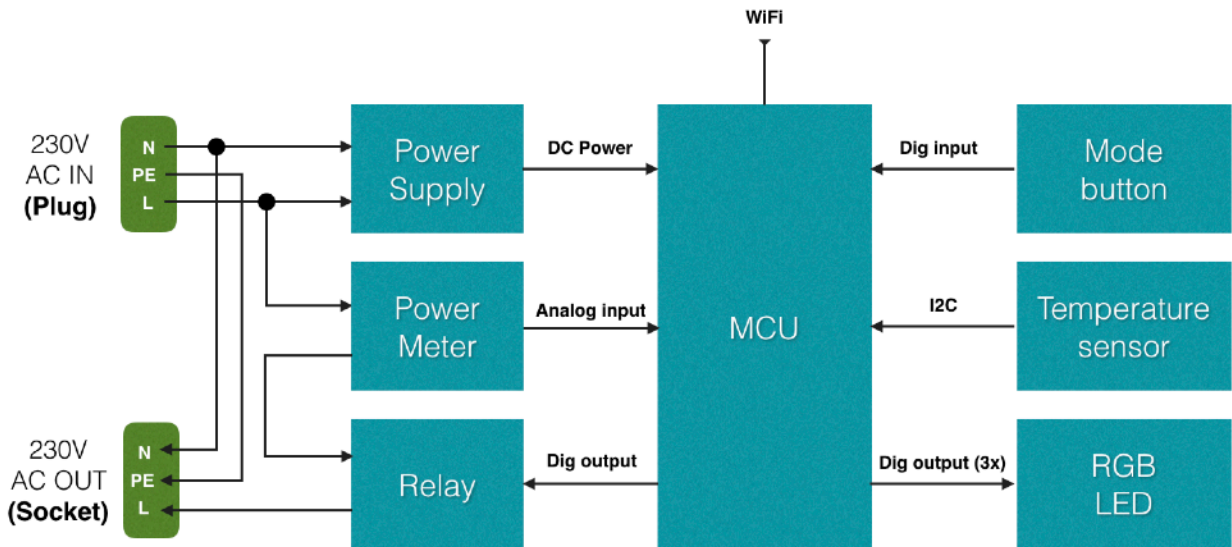 WiFi
230V
AC IN
(Plug)
N
PE
L
Power
Supply
DC Power
Dig input
Mode
button
Power
Meter
Analog input
MCU
I2C
Temperature
sensor
230V
AC OUT
(Socket)
N
PE
L
Relay
Dig output
Dig output (3x)
RGB
LED